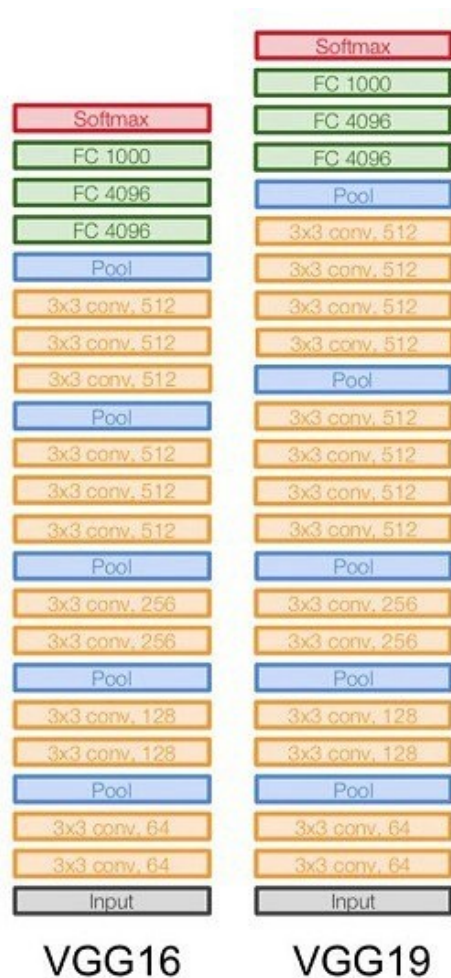 Softmax
FC 1000
FC 4096
FC 4096
Pool
3x3 conv, 512
3x3 conv, 512
3x3 conv, 512
Pool
3x3 conv, 512
3x3 conv, 512
3x3 conv, 512
Pool
3x3 conv, 256
3x3 conv, 256
Pool
3x3 conv, 128
3x3 conv, 128
Pool
3x3 conv, 64
3x3 conv, 64
Input
VGG16
Softmax
FC 1000
FC 4096
FC 4096
Pool
3x3 conv, 512
3x3 conv, 512
3x3 conv, 512
3x3 conv, 512
Pool
3x3 conv, 512
3x3 conv, 512
3x3 conv, 512
3x3 conv, 512
Pool
3x3 conv, 256
3x3 conv, 256
Pool
3x3 conv, 128
3x3 conv, 128
Pool
3x3 conv, 64
3x3 conv, 64
Input
VGG19